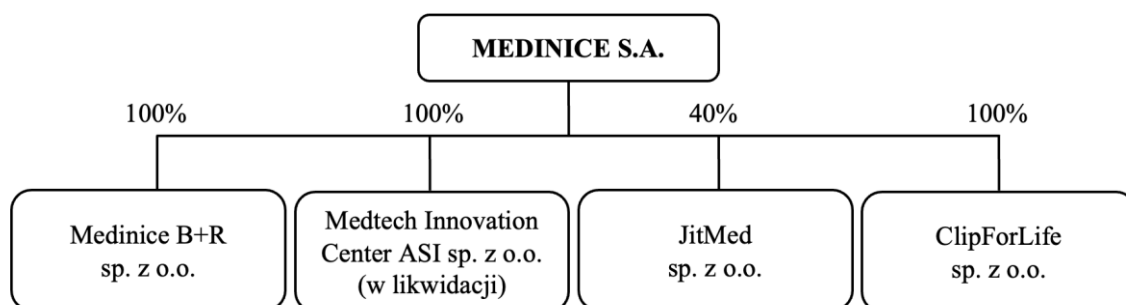 MEDINICE S.A.
100%
100%
40%
100%
Medinice B+R
sp. z o.o.
Medtech Innovation
Center ASI sp. z o.o.
(w likwidacji)
JitMed
sp. z o.o.
ClipForLife
sp. z o.o.